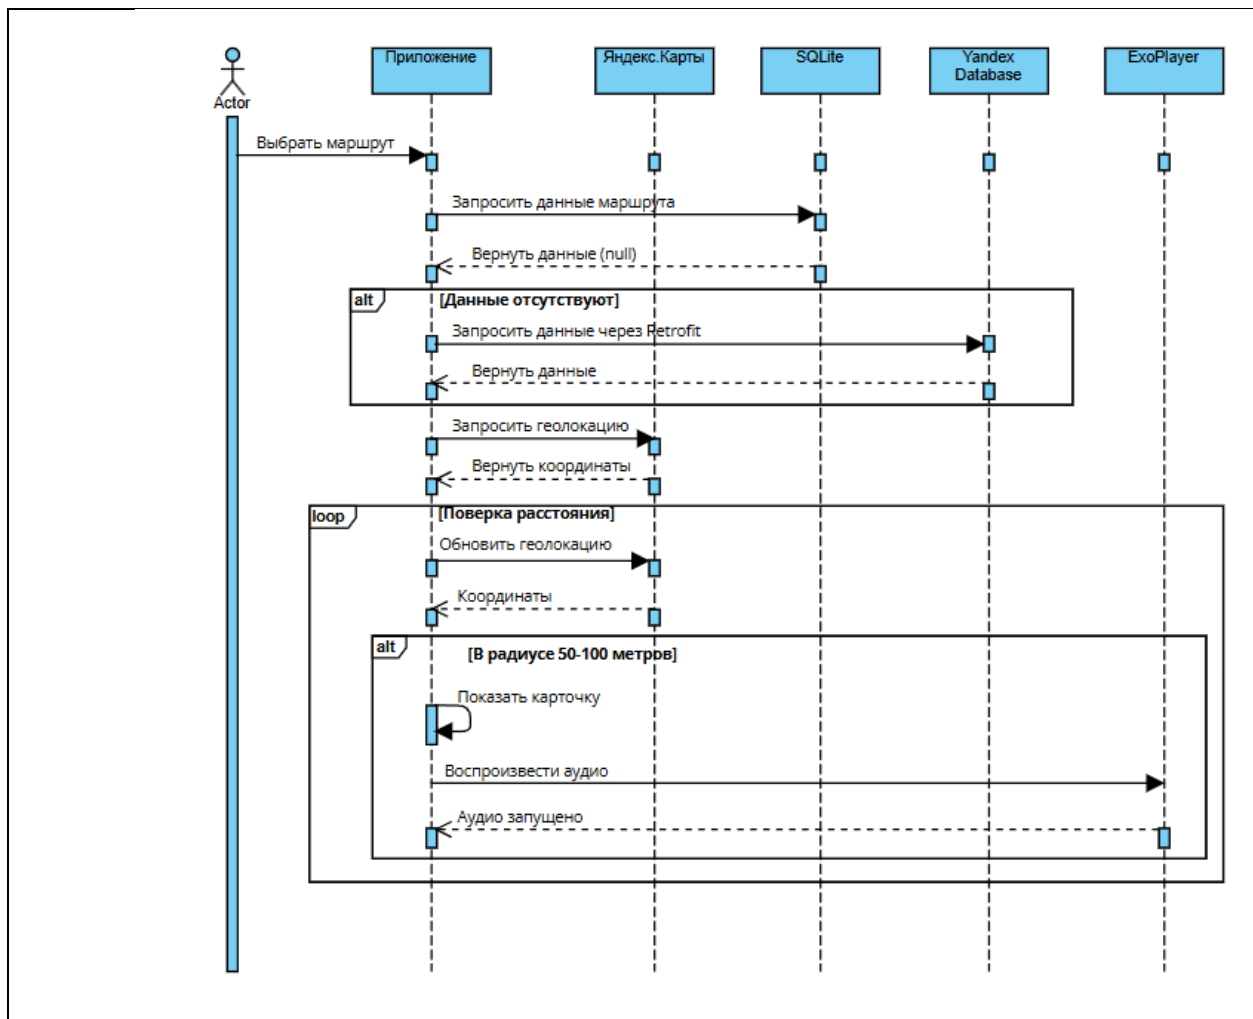 Actor
Приложение
Яндекс.Карты
SQLite
Yandex
Database
ExoPlayer
Выбрать маршрут
Запросить данные маршрута
Вернуть данные (null)
alt
[Данные отсутствуют]
Запросить данные через Retrofit
Вернуть данные
Запросить геолокацию
Вернуть координаты
loop
[Поверка расстояния]
Обновить геолокацию
Координаты
alt
[В радиусе 50-100 метров]
Показать карточку
Воспроизвести аудио
Аудио запущено